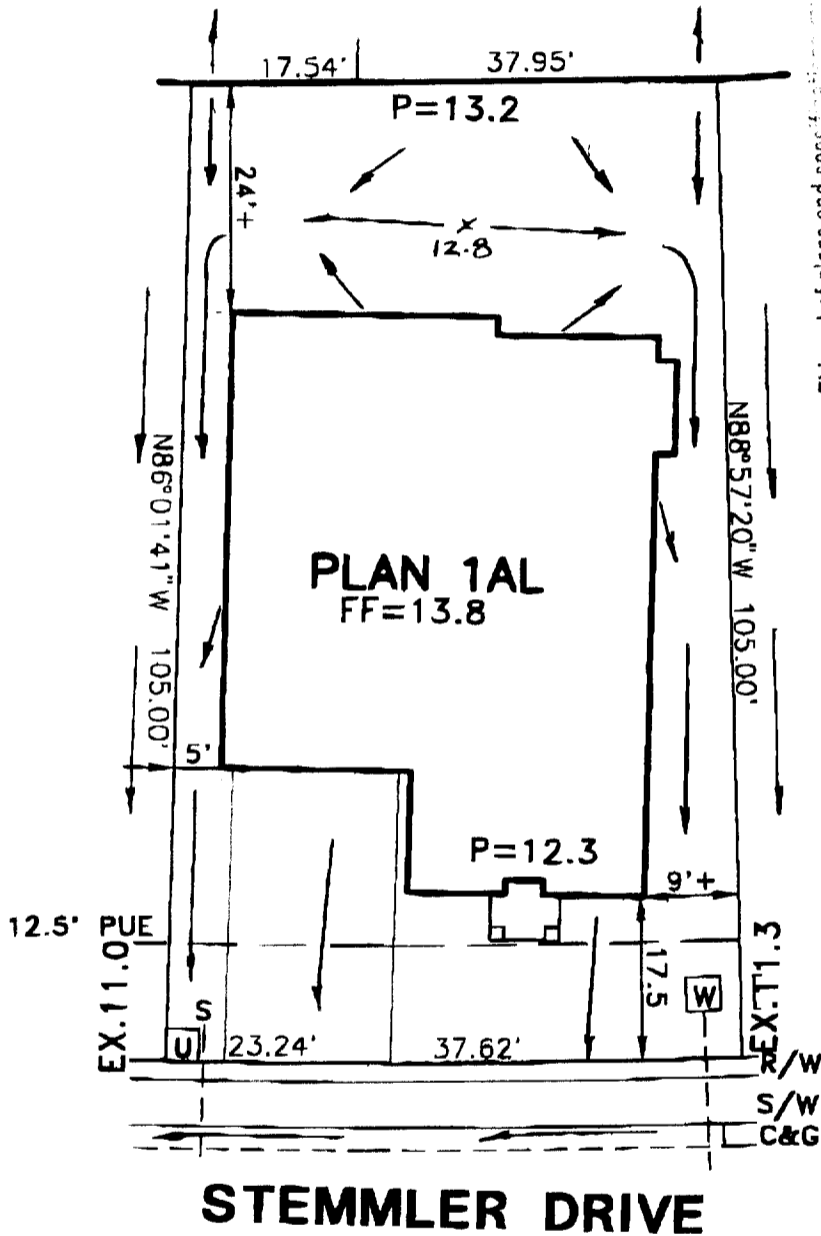 17.54' 37.95'
P=13.2
24'+
x
12.8
N86°01'41"W 105.00'
N88°57'20"W 105.00'
PLAN 1AL
FF=13.8
5'
P=12.3
9'+
12.5' PUE
17.5
EX.11.0
EX.11.3
S
W
U
23.24' 37.62'
R/W
S/W
C&G
STEMMLER DRIVE